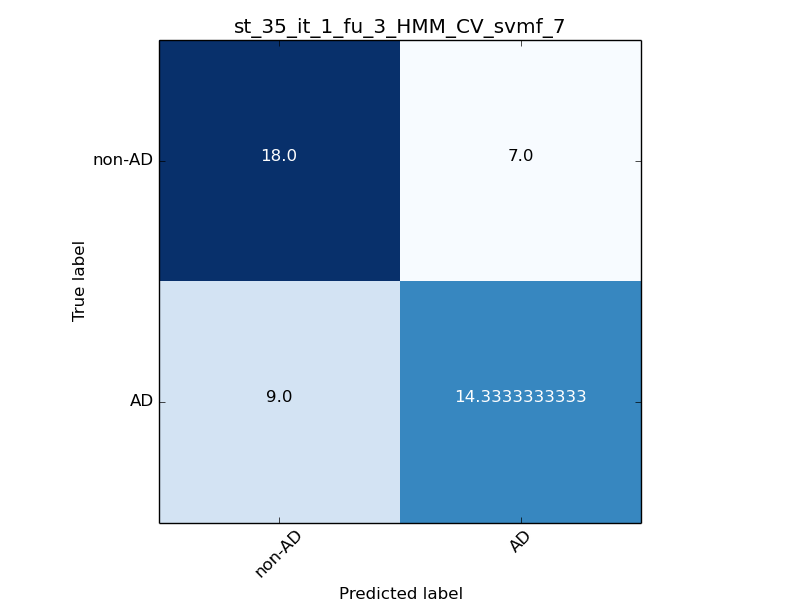 st_35_it_1_fu_3_HMM_CV_svmf_7
non-AD
18.0
7.0
True label
AD
9.0
14.3333333333
non-AD
AD
Predicted label